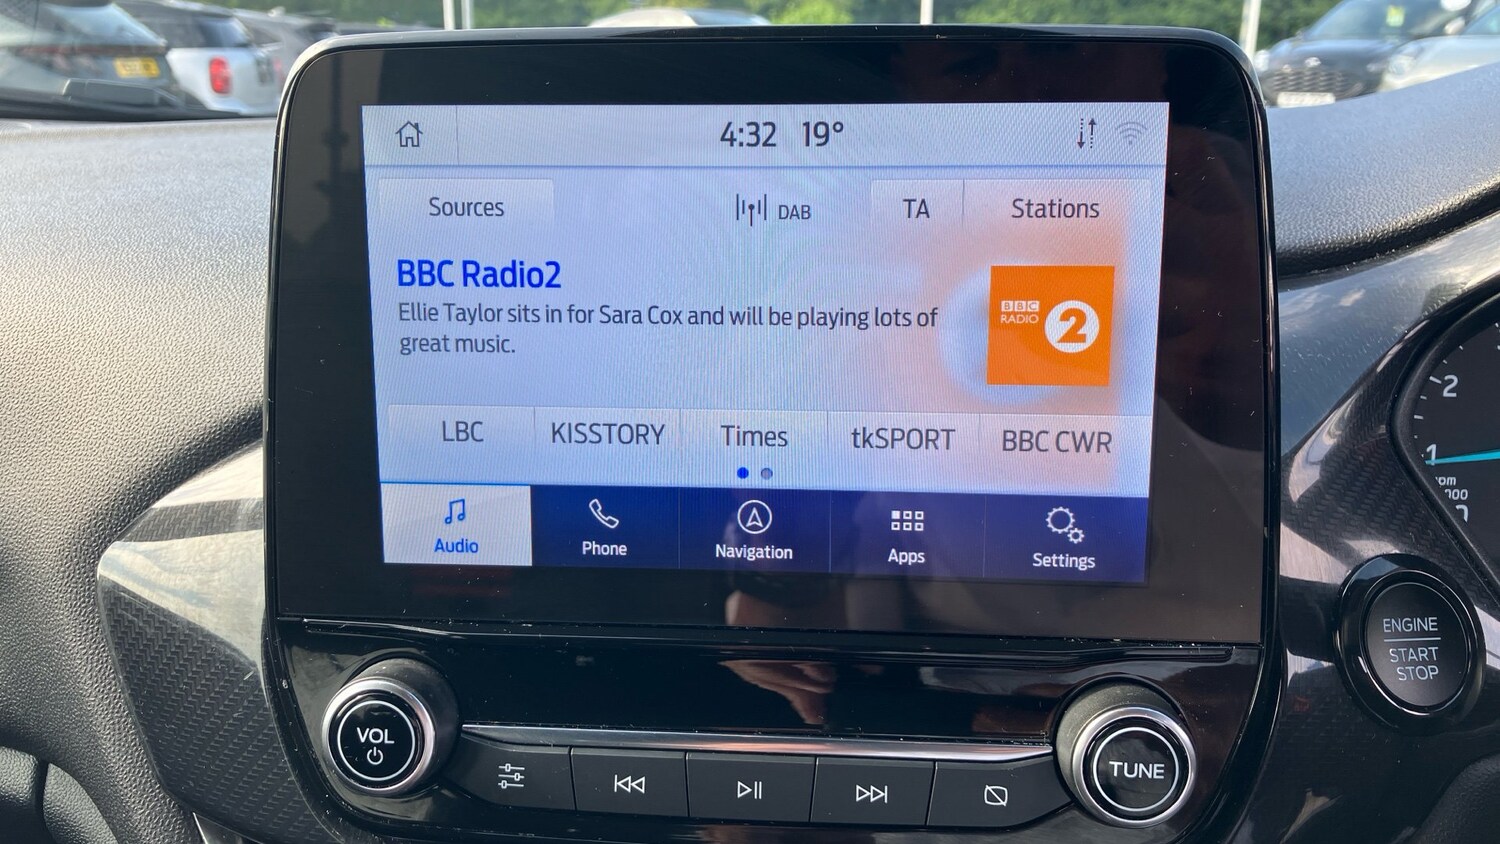 4:32 19°
Sources
DAB
TA
Stations
BBC Radio2
Ellie Taylor sits in for Sara Cox and will be playing lots of
great music.
BBC
RADIO
2
LBC
KISSTORY
Times
tkSPORT
BBC CWR
Audio
Phone
Navigation
Apps
Settings
VOL
TUNE
ENGINE
START
STOP
2
1